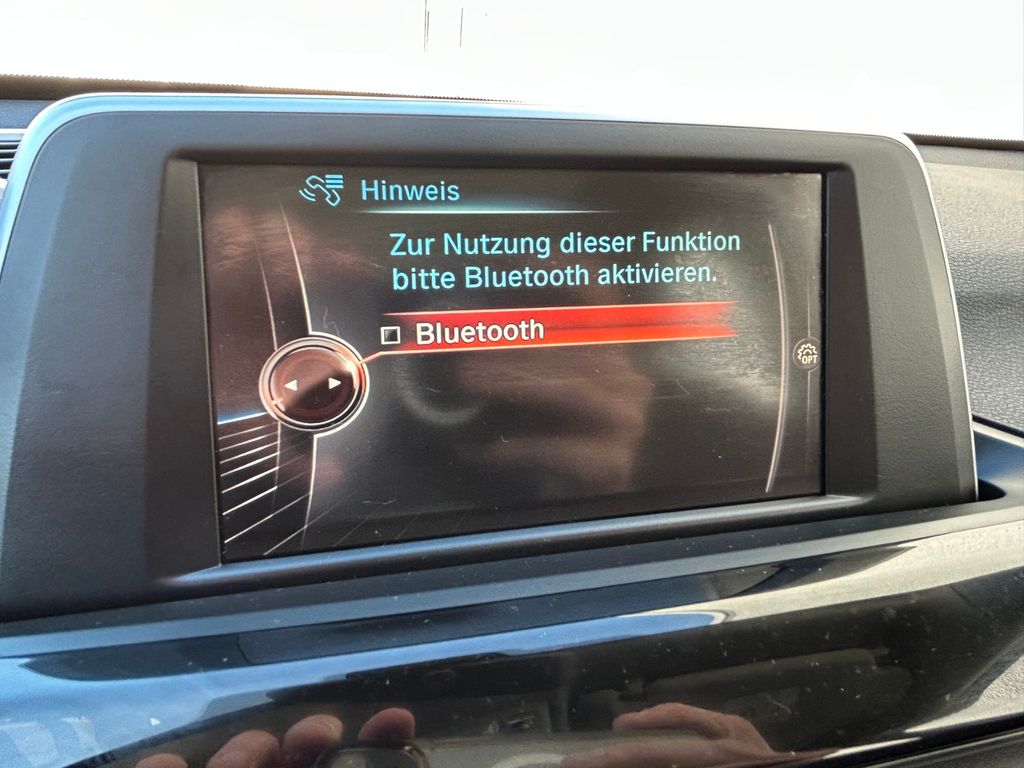 Hinweis
Zur Nutzung dieser Funktion
bitte Bluetooth aktivieren.
Bluetooth
OPT